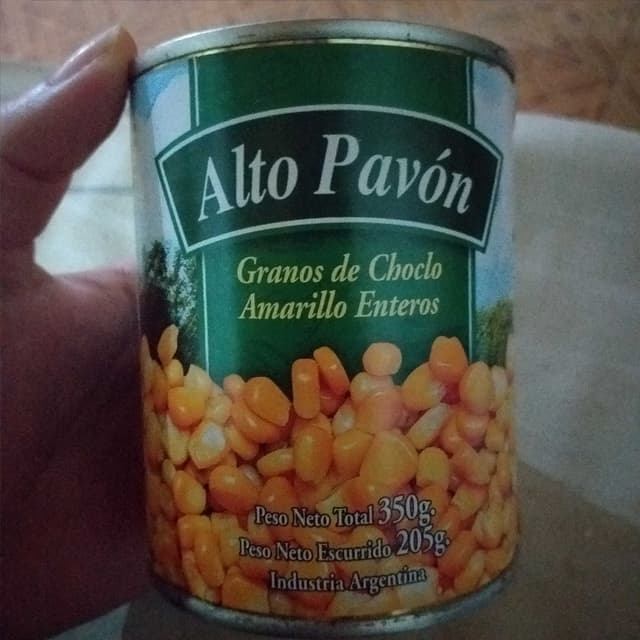 Alto Pavón
Granos de Choclo
Amarillo Enteros
Peso Neto Total 350g.
Peso Neto Escurrido 205g.
Industria Argentina